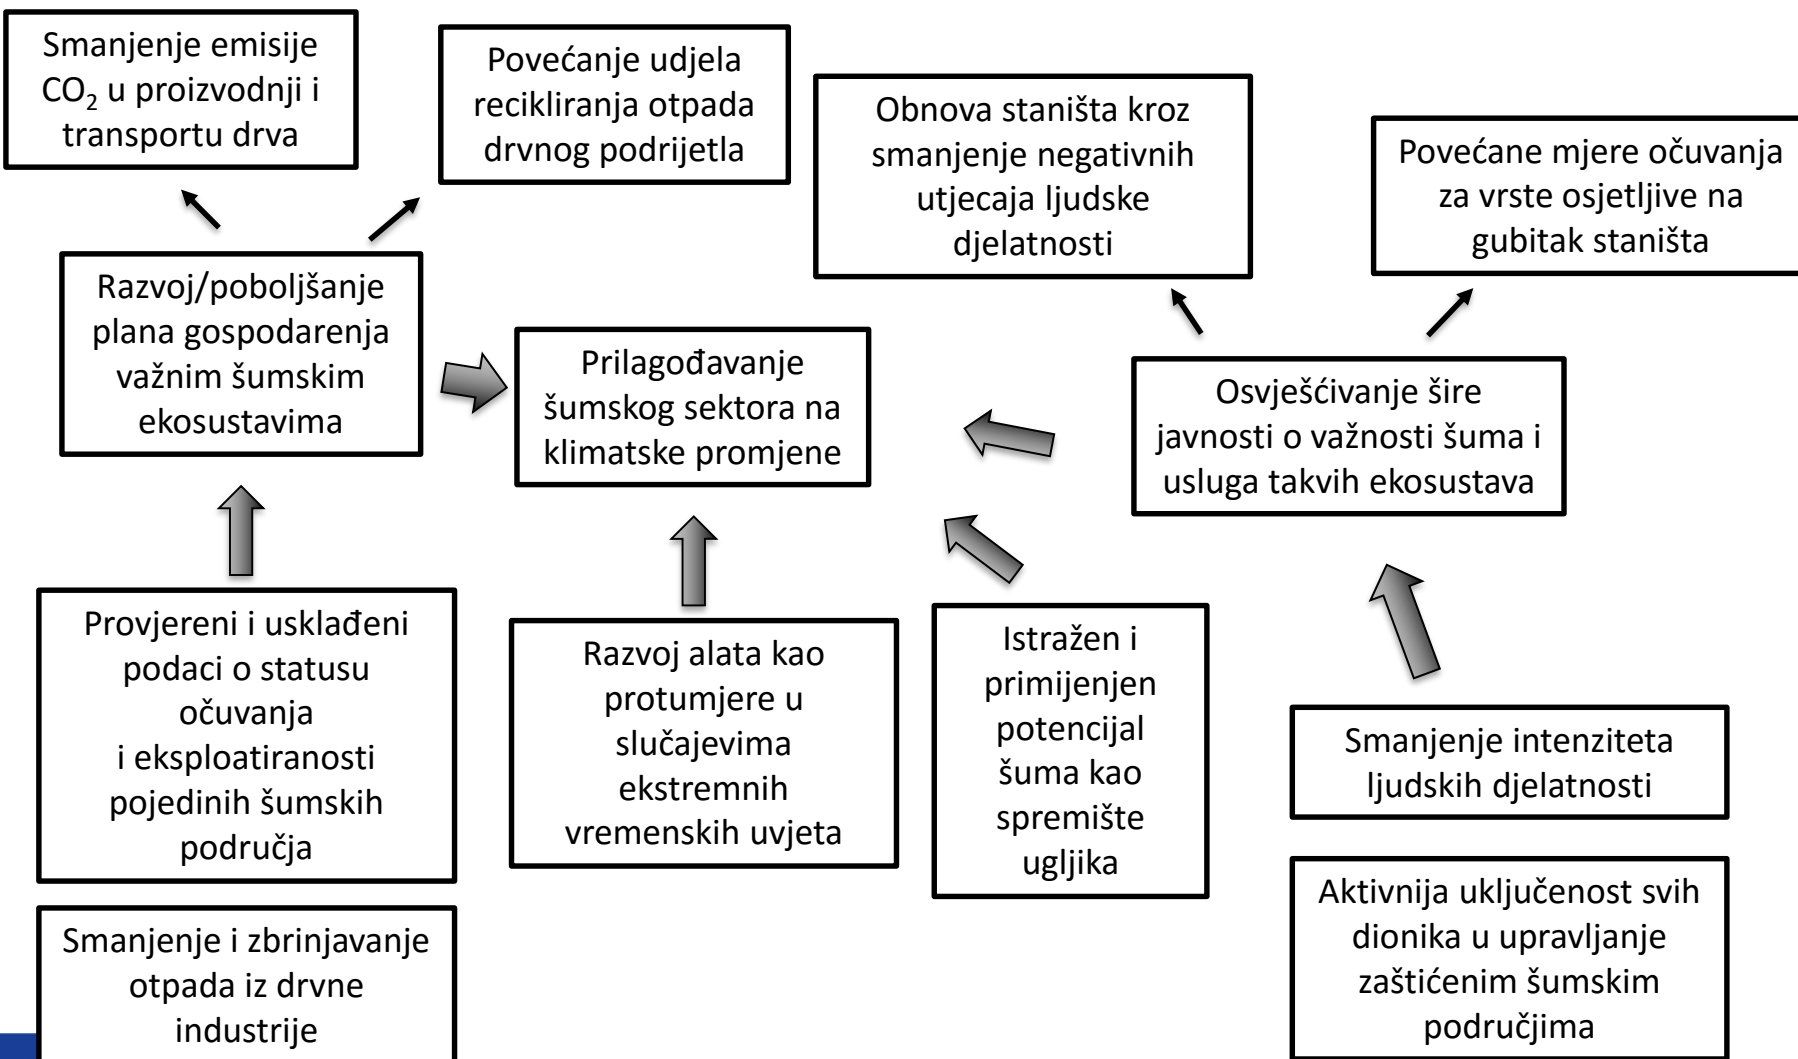 Smanjenje emisije
CO₂ u proizvodnji i
transportu drva
Povećanje udjela
recikliranja otpada
drvnog podrijetla
Obnova staništa kroz
smanjenje negativnih
utjecaja ljudske
djelatnosti
Povećane mjere očuvanja
za vrste osjetljive na
gubitak staništa
Razvoj/poboljšanje
plana gospodarenja
važnim šumskim
ekosustavima
Prilagođavanje
šumskog sektora na
klimatske promjene
Osvješćivanje šire
javnosti o važnosti šuma i
usluga takvih ekosustava
Provjereni i usklađeni
podaci o statusu
očuvanja
i eksploatiranosti
pojedinih šumskih
područja
Razvoj alata kao
protumjere u
slučajevima
ekstremnih
vremenskih uvjeta
Istražen i
primijenjen
potencijal
šuma kao
spremište
ugljika
Smanjenje intenziteta
ljudskih djelatnosti
Smanjenje i zbrinjavanje
otpada iz drvne
industrije
Aktivnija uključenost svih
dionika u upravljanje
zaštićenim šumskim
područjima